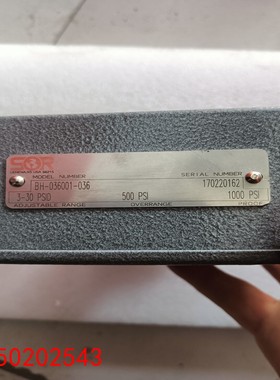 SOR
MODEL NUMBER SERIAL NUMBER
BH-036001-036 170220162
3-30 PSID 500 PSI 1000 PSI
ADJUSTABLE RANGE OVERRANGE PROOF
50202543